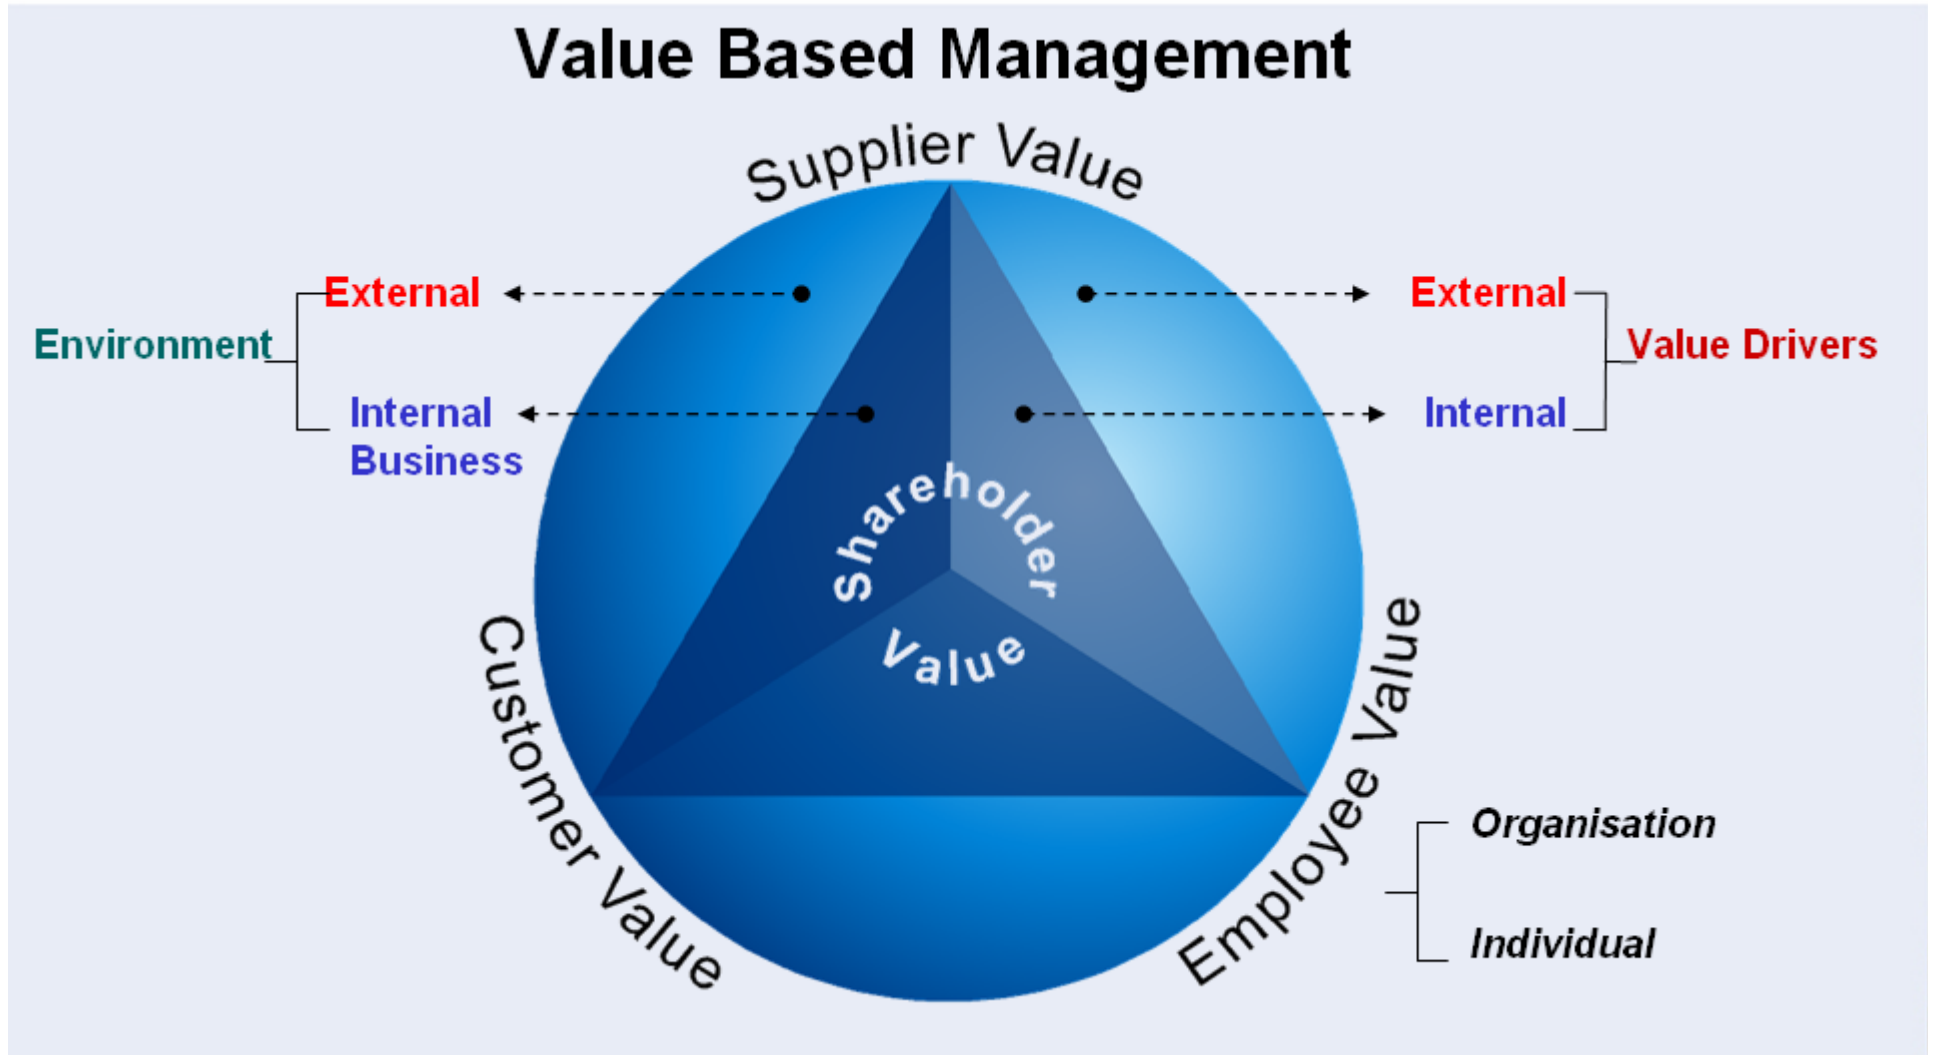 Value Based Management
Supplier Value
External
External
Environment
Value Drivers
Internal
Business
Internal
Shareholder
Value
Customer Value
Employee Value
Organisation
Individual